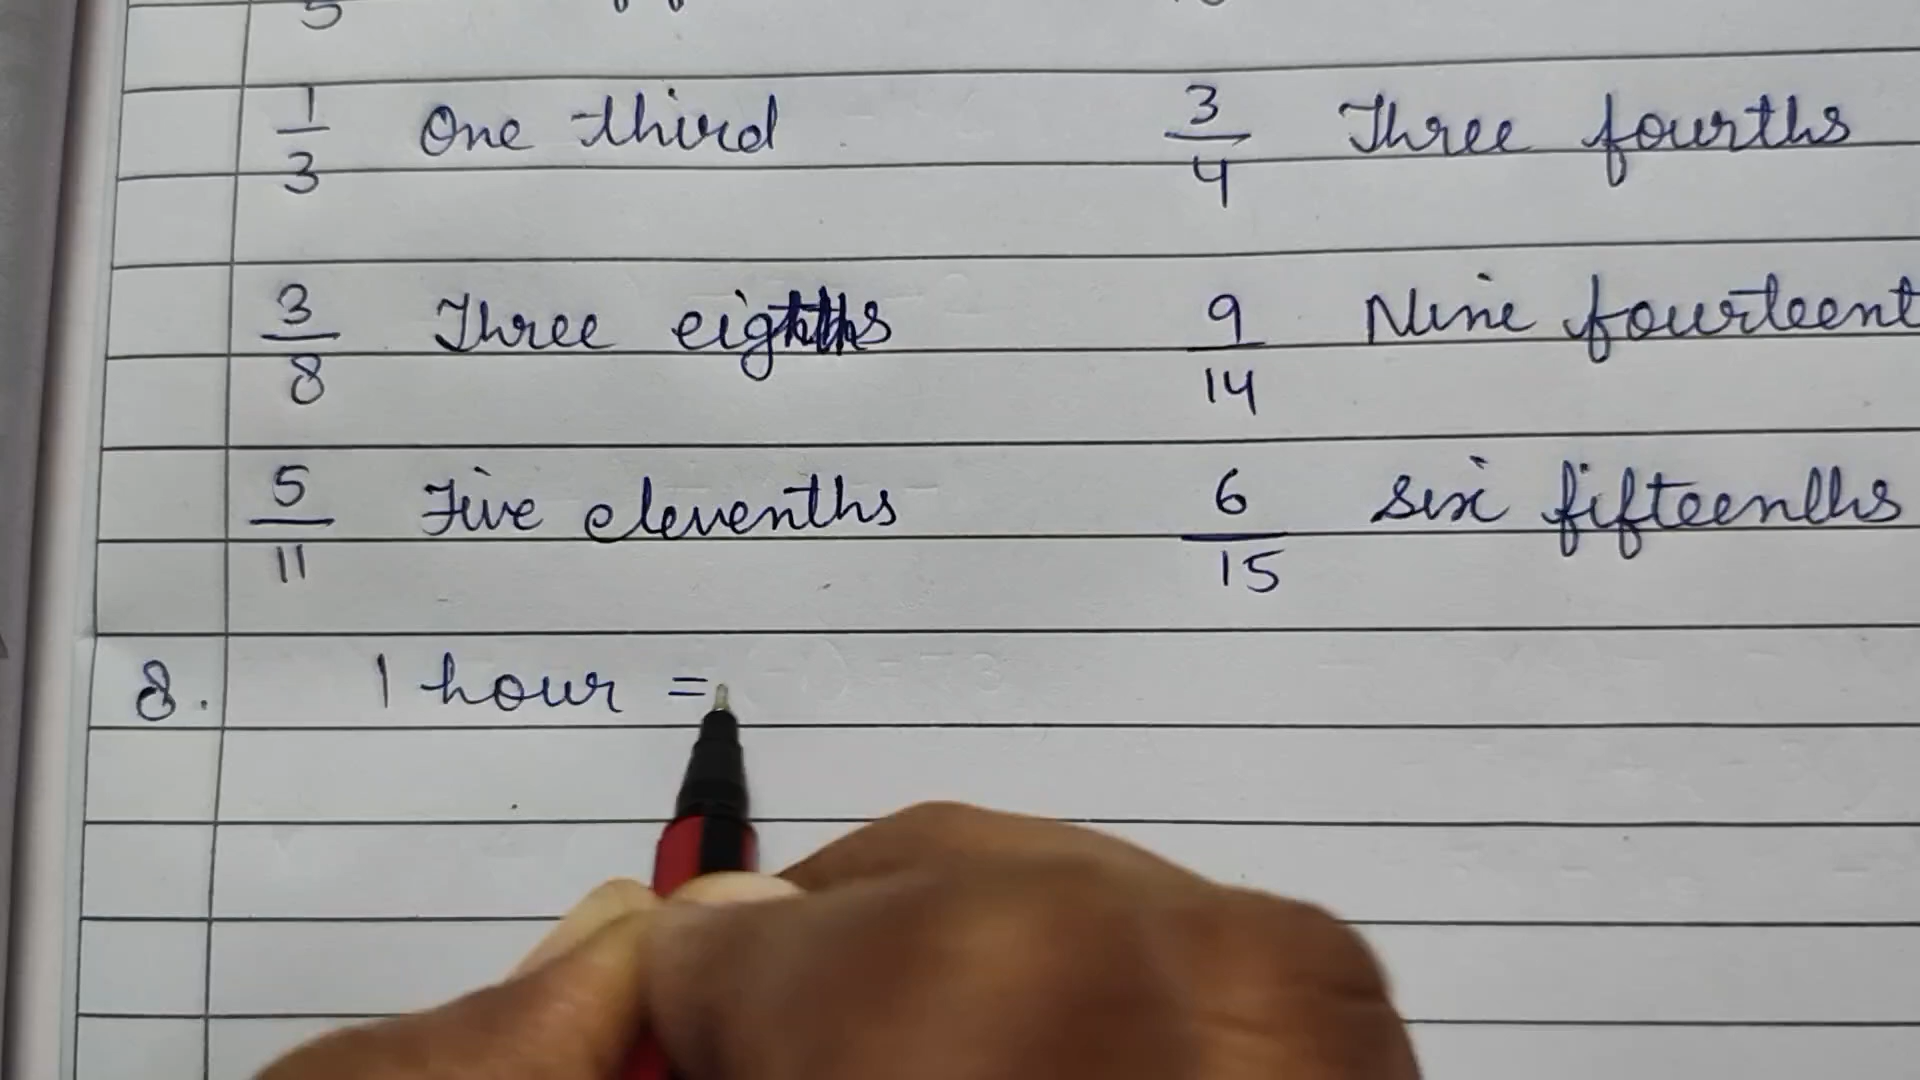 1/3 One third 3/4 Three fourths
3/8 Three eighths 9/14 Nine fourteent
5/11 Five elevenths 6/15 Six fifteenths
8. 1 hour =